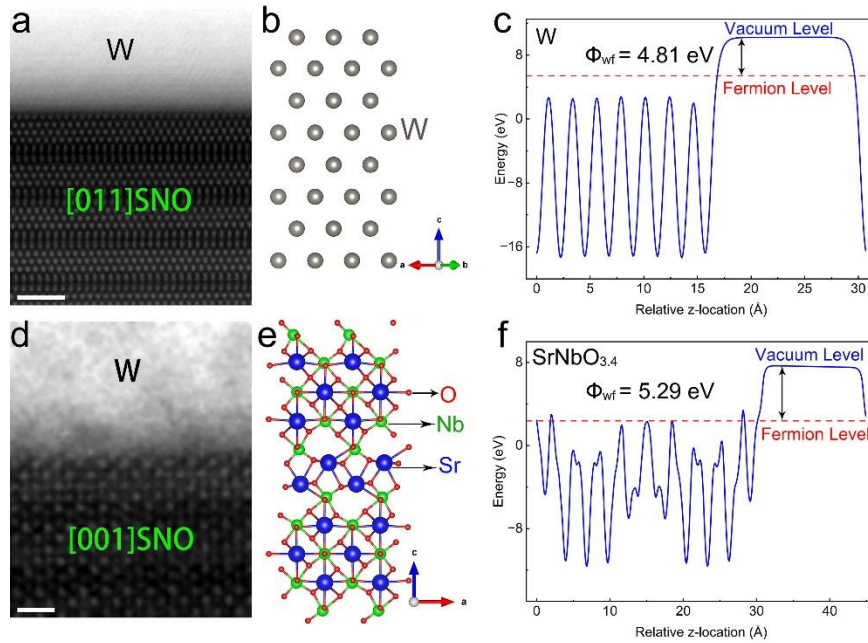 a
W
[011]SNO
b
W
c
a
b
c
W
Vacuum Level
Φwf = 4.81 eV
Fermion Level
Energy (eV)
8
0
−8
−16
0
5
10
15
20
25
30
Relative z-location (Å)
d
W
[001]SNO
e
O
Nb
Sr
c
a
f
SrNbO3.4
Vacuum Level
Φwf = 5.29 eV
Fermion Level
Energy (eV)
8
0
−8
0
10
20
30
40
Relative z-location (Å)